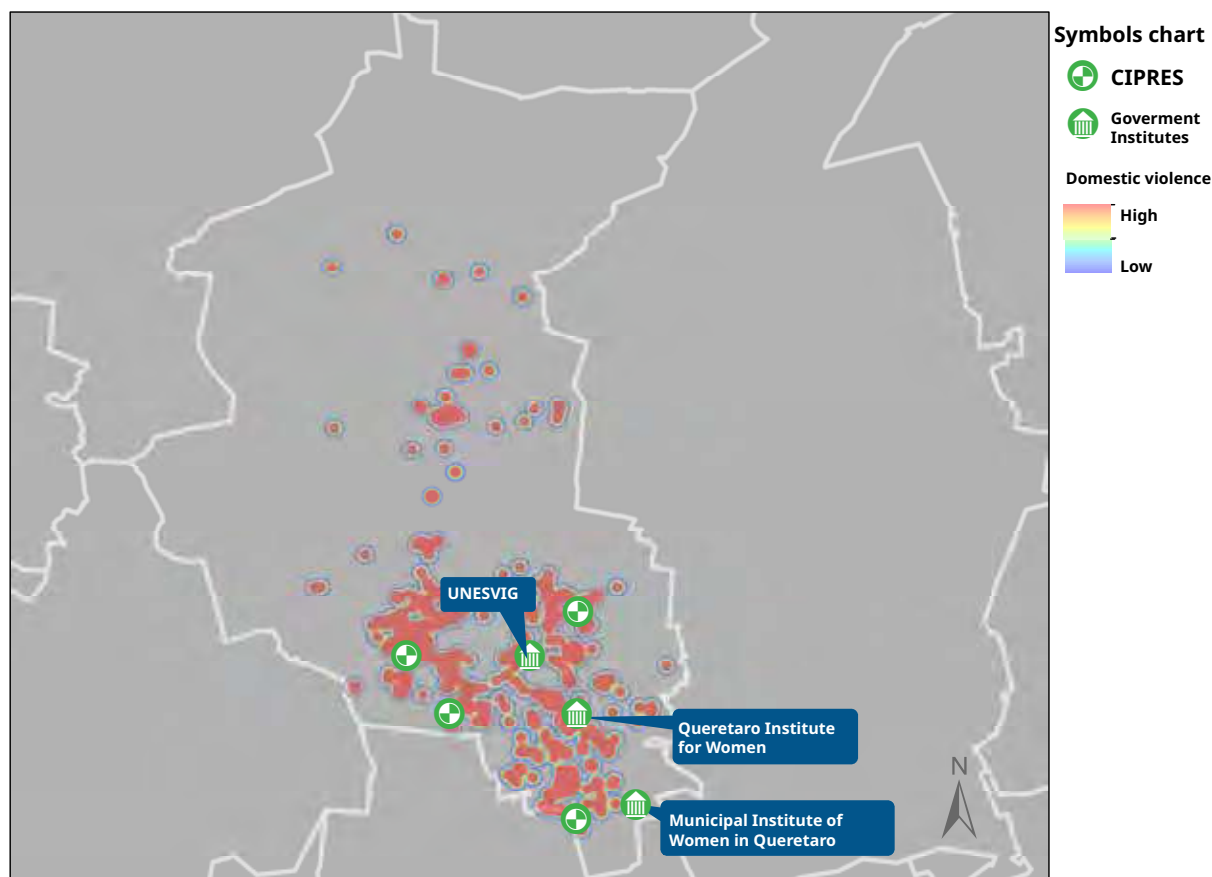 Symbols chart
CIPRES
Goverment
Institutes
Domestic violence
High
Low
UNESVIG
Queretaro Institute
for Women
Municipal Institute of
Women in Queretaro
N